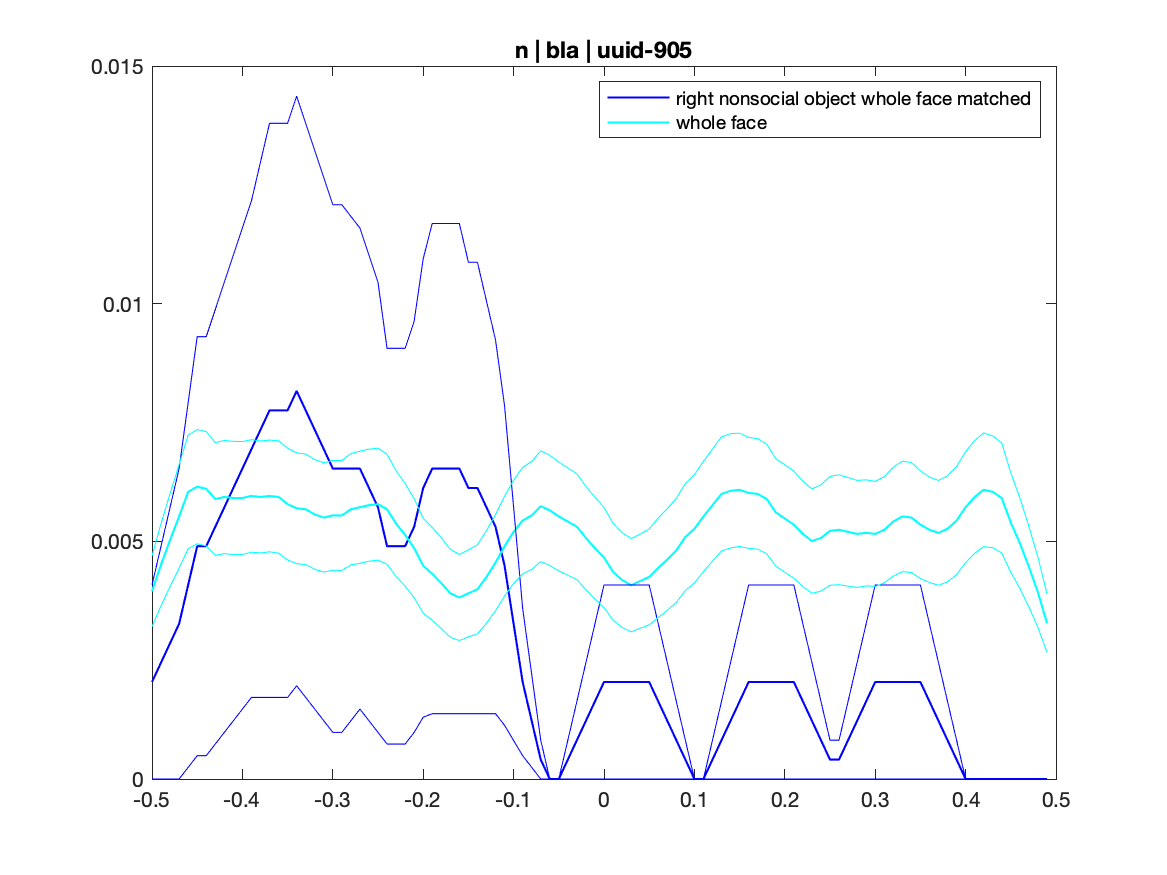 n | bla | uuid-905
0.015
right nonsocial object whole face matched
whole face
0.01
0.005
0
-0.5 -0.4 -0.3 -0.2 -0.1 0 0.1 0.2 0.3 0.4 0.5